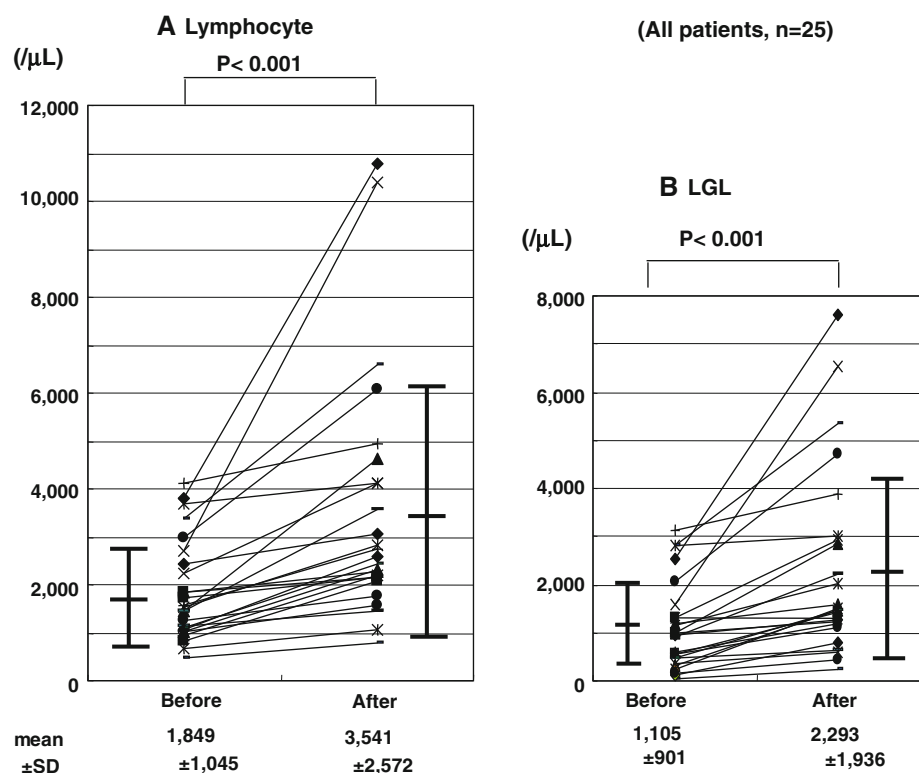 A Lymphocyte
(All patients, n=25)
(/μL)
P< 0.001
12,000
10,000
8,000
6,000
4,000
2,000
0
Before After
mean 1,849 3,541
±SD ±1,045 ±2,572
B LGL
(/μL)
P< 0.001
8,000
6,000
4,000
2,000
0
Before After
1,105 2,293
±901 ±1,936